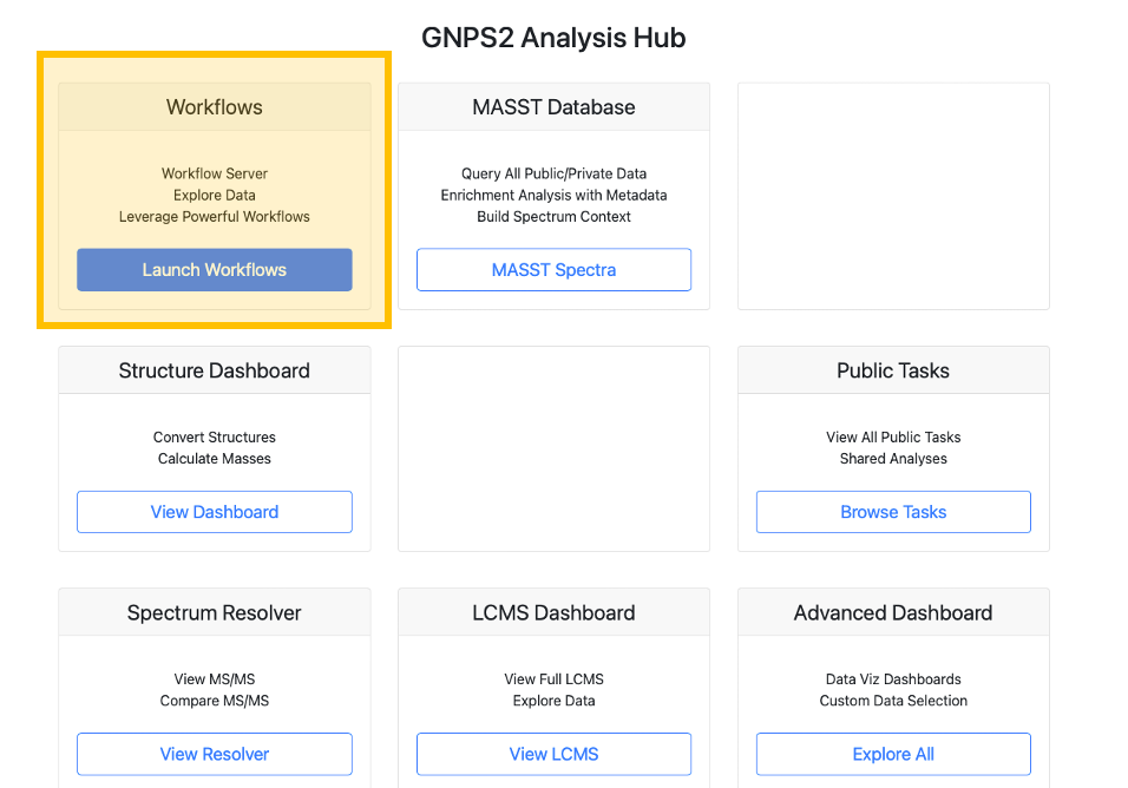 GNPS2 Analysis Hub
Workflows
Workflow Server
Explore Data
Leverage Powerful Workflows
Launch Workflows
MASST Database
Query All Public/Private Data
Enrichment Analysis with Metadata
Build Spectrum Context
MASST Spectra
Structure Dashboard
Convert Structures
Calculate Masses
View Dashboard
Public Tasks
View All Public Tasks
Shared Analyses
Browse Tasks
Spectrum Resolver
View MS/MS
Compare MS/MS
View Resolver
LCMS Dashboard
View Full LCMS
Explore Data
View LCMS
Advanced Dashboard
Data Viz Dashboards
Custom Data Selection
Explore All